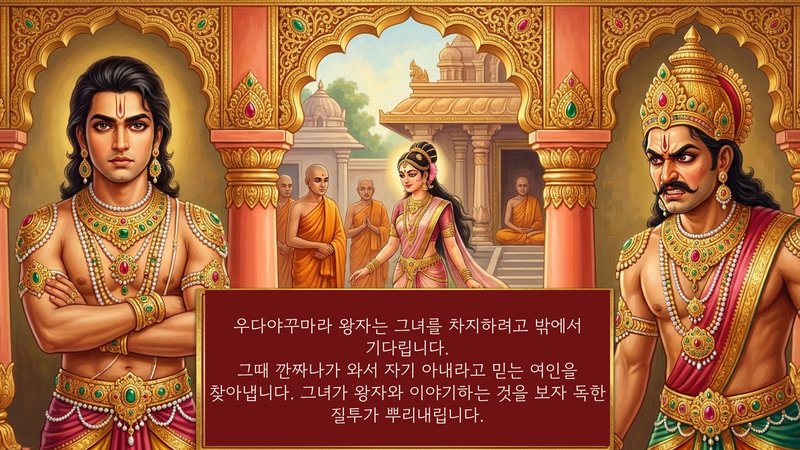 우다야꾸마라 왕자는 그녀를 차지하려고 밖에서
기다립니다.
그때 깐짜나가 와서 자기 아내라고 믿는 여인을
찾아냅니다. 그녀가 왕자와 이야기하는 것을 보자 독한
질투가 뿌리내립니다.